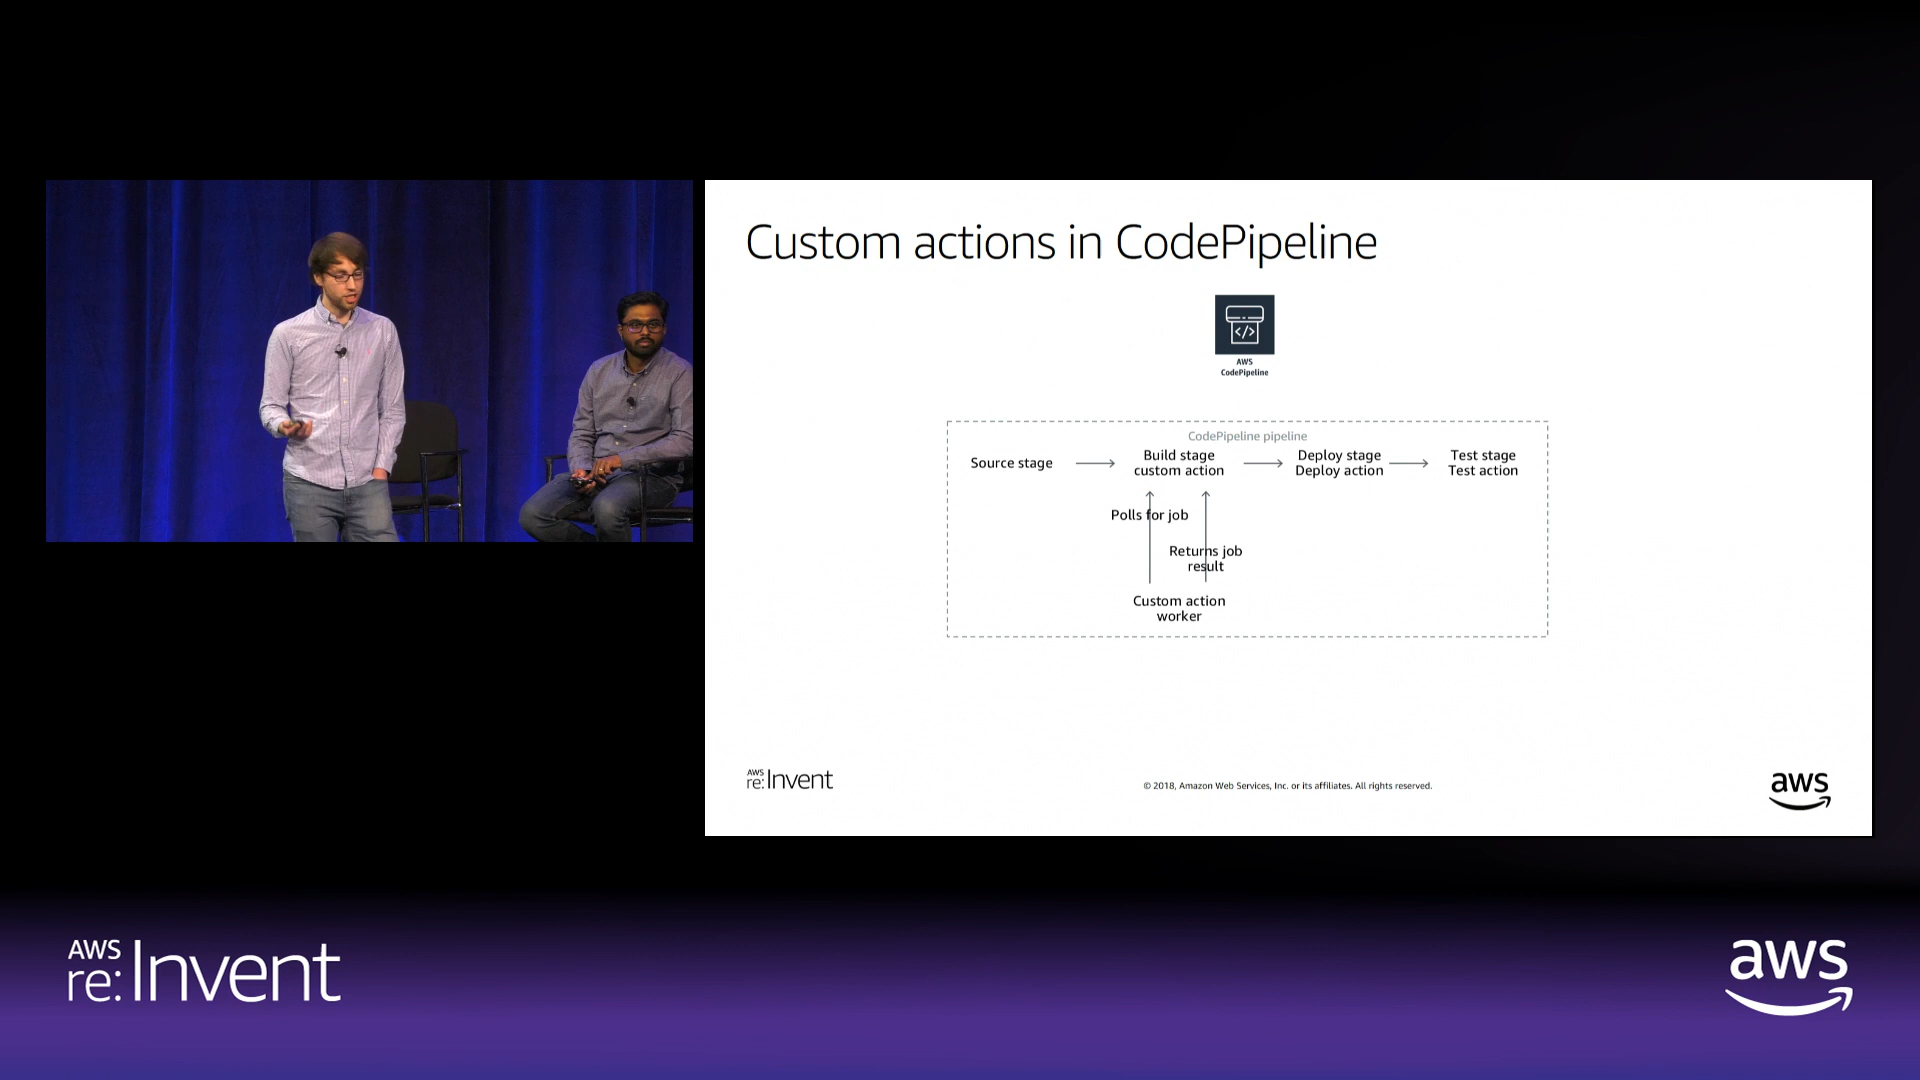 Custom actions in CodePipeline
AWS
CodePipeline
CodePipeline pipeline
Source stage
Build stage
custom action
Deploy stage
Deploy action
Test stage
Test action
Polls for job
Returns job
result
Custom action
worker
AWS
re:Invent
© 2018, Amazon Web Services, Inc. or its affiliates. All rights reserved.
aws
AWS
re:Invent
aws